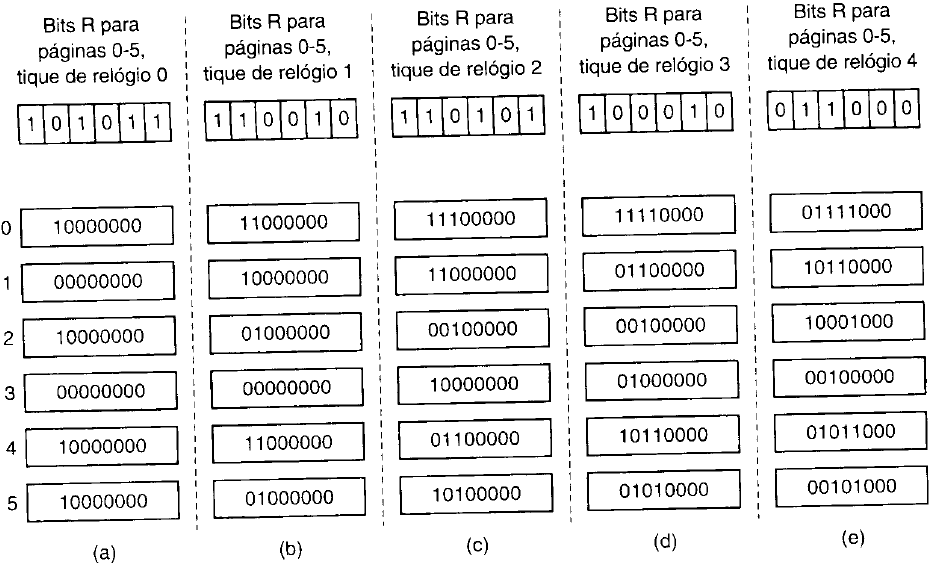 Bits R para
páginas 0-5,
tique de relógio 0
Bits R para
páginas 0-5,
tique de relógio 1
Bits R para
páginas 0-5,
tique de relógio 2
Bits R para
páginas 0-5,
tique de relógio 3
Bits R para
páginas 0-5,
tique de relógio 4
1 0 1 0 1 1
1 1 0 0 1 0
1 1 0 1 0 1
1 0 0 0 1 0
0 1 1 0 0 0
0 10000000 11000000 11100000 11110000 01111000
1 00000000 10000000 11000000 01100000 10110000
2 10000000 01000000 00100000 00100000 10001000
3 00000000 00000000 10000000 01000000 00100000
4 10000000 11000000 01100000 10110000 01011000
5 10000000 01000000 10100000 01010000 00101000
(a) (b) (c) (d) (e)